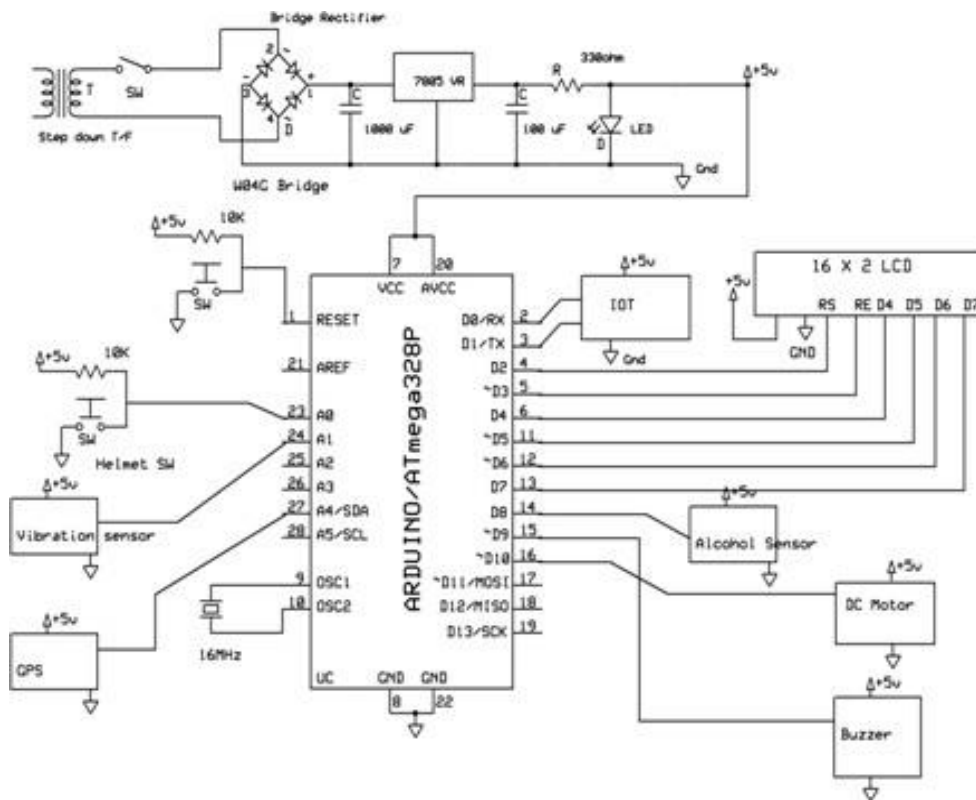 Bridge Rectifier
2
~
-
3
+
1
4
~
D
T
SW
Step down T/F
W04G Bridge
C
1000 uF
7805 VR
C
100 uF
R
330ohm
D
LED
+5v
Gnd
+5v
10K
SW
7
20
VCC
AVCC
1
RESET
21
AREF
23
A0
24
A1
25
A2
26
A3
27
A4/SDA
28
A5/SCL
9
OSC1
10
OSC2
UC
GND
GND
8
22
ARDUINO/ATmega328P
D0/RX
2
D1/TX
3
D2
4
~D3
5
D4
6
~D5
11
~D6
12
D7
13
D8
14
~D9
15
~D10
16
~D11/MOSI
17
D12/MISO
18
D13/SCK
19
+5v
10K
SW
Helmet SW
+5v
Vibration sensor
+5v
GPS
16MHz
+5v
IOT
Gnd
16 X 2 LCD
+5v
GND
RS
RE
D4
D5
D6
D7
+5v
Alcohol Sensor
+5v
DC Motor
+5v
Buzzer